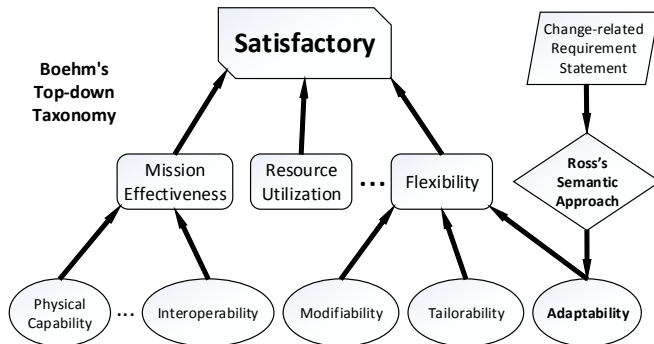 Satisfactory
Change-related
Requirement
Statement
Boehm's
Top-down
Taxonomy
Mission
Effectiveness
Resource
Utilization
...
Flexibility
Ross's
Semantic
Approach
Physical
Capability
...
Interoperability
Modifiability
Tailorability
Adaptability